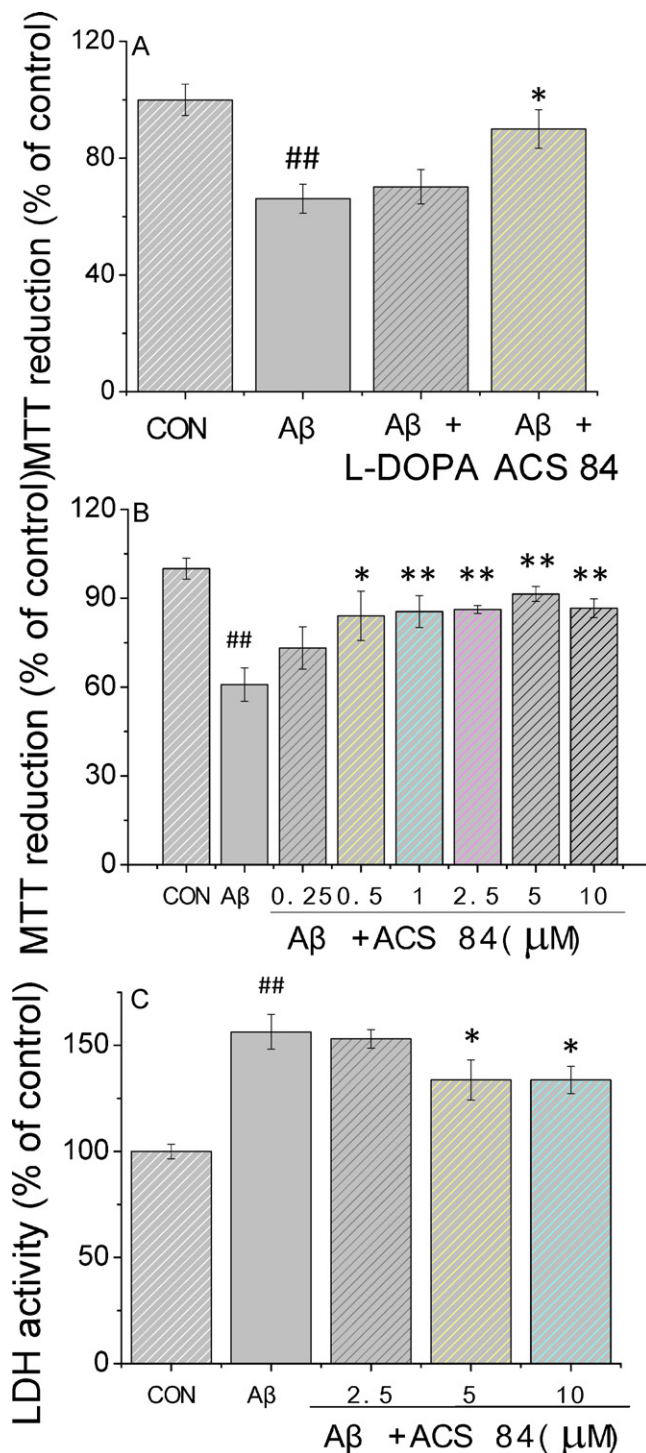 A
MTT reduction (% of control)
120
80
40
0
##
*
CON
Aβ
Aβ +
Aβ +
L-DOPA ACS 84
B
MTT reduction (% of control)
120
90
60
30
0
##
*
**
**
**
**
CON Aβ 0.25 0.5 1 2.5 5 10
Aβ +ACS 84( μM)
C
LDH activity (% of control)
150
100
50
0
##
*
*
CON Aβ 2.5 5 10
Aβ +ACS 84( μM)